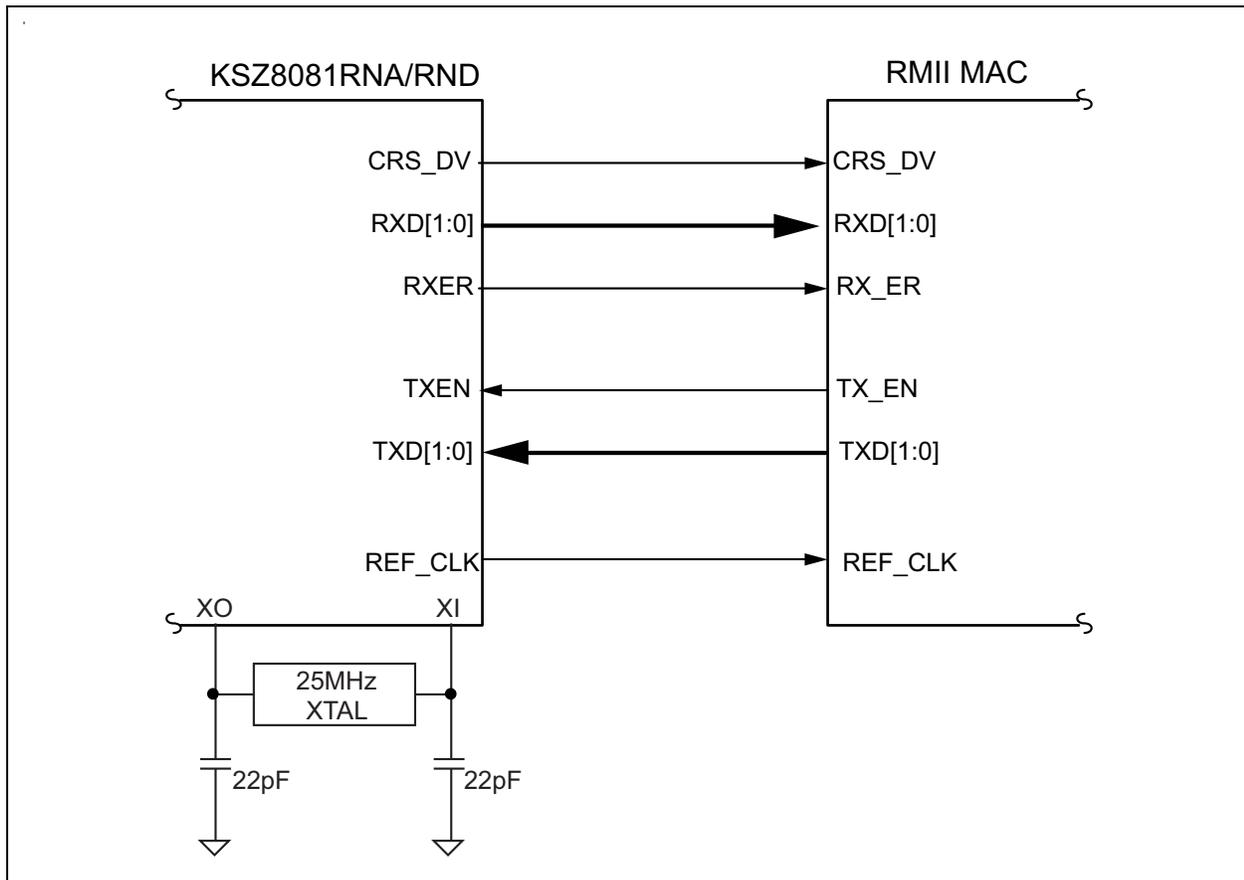 KSZ8081RNA/RND
RMII MAC
CRS_DV
CRS_DV
RXD[1:0]
RXD[1:0]
RXER
RX_ER
TXEN
TX_EN
TXD[1:0]
TXD[1:0]
REF_CLK
REF_CLK
XO
XI
25MHz
XTAL
22pF
22pF